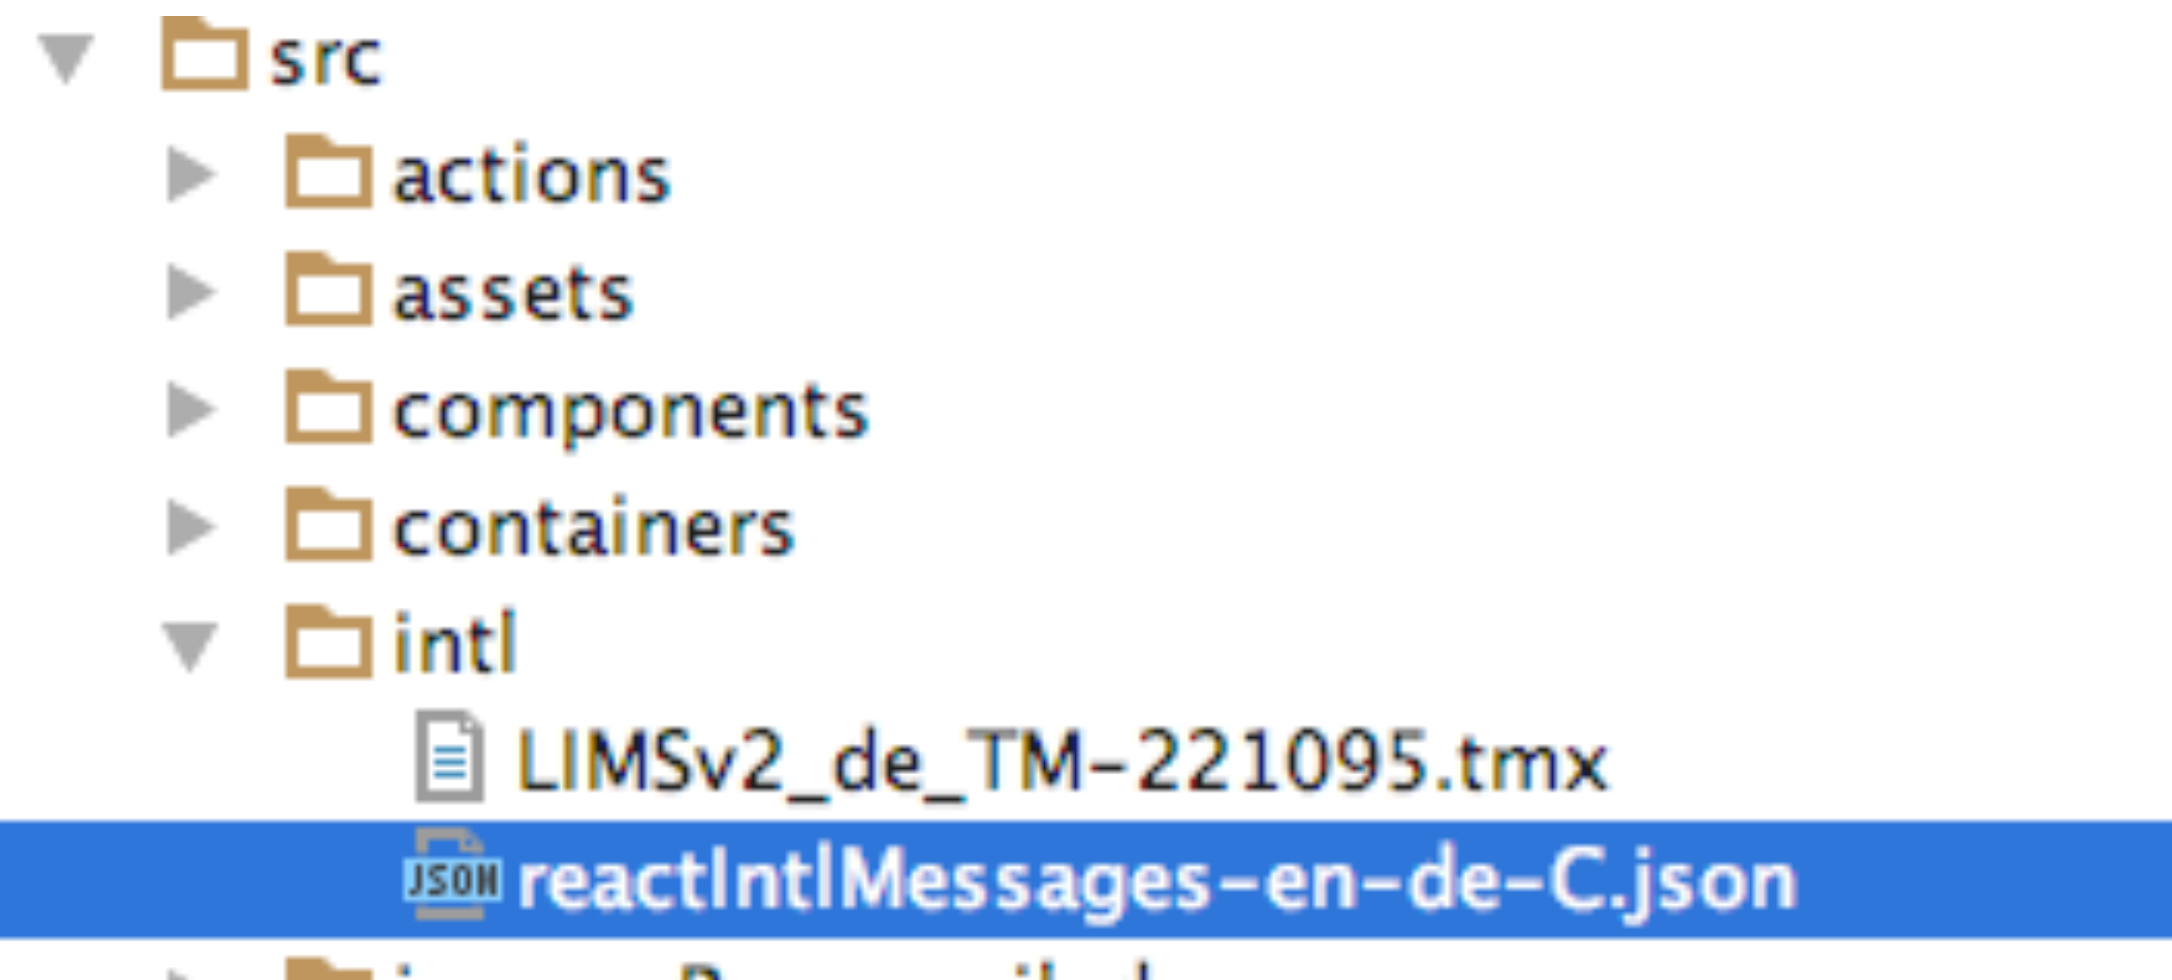 src
actions
assets
components
containers
intl
LIMSv2_de_TM-221095.tmx
JSON reactIntlMessages-en-de-C.json